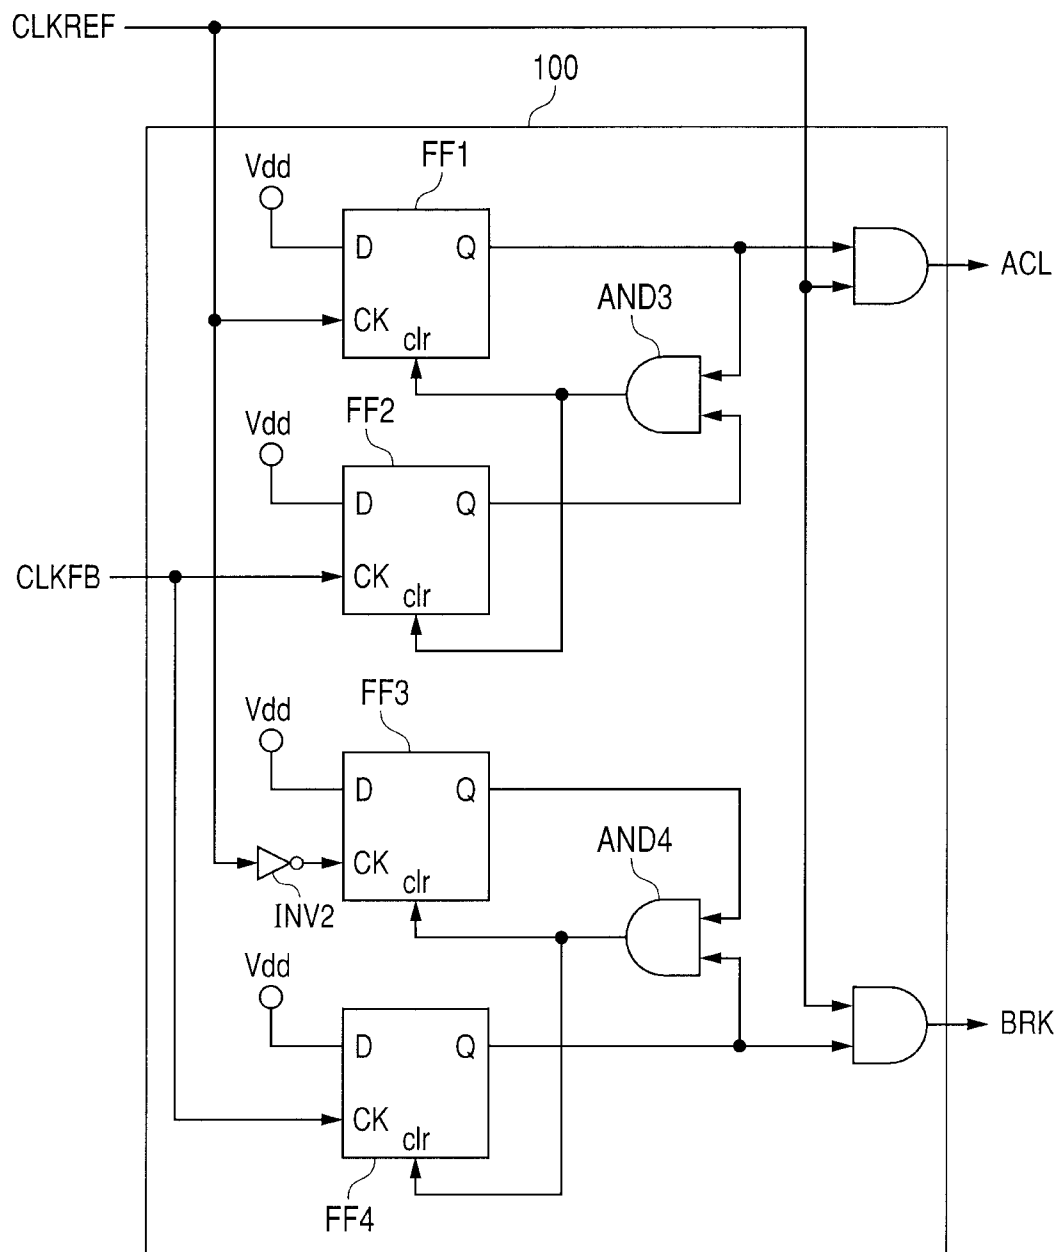 CLKREF
100
Vdd
FF1
D
Q
CK
clr
ACL
AND3
Vdd
FF2
D
Q
CLKFB
CK
clr
Vdd
FF3
D
Q
CK
clr
AND4
INV2
Vdd
D
Q
BRK
CK
clr
FF4